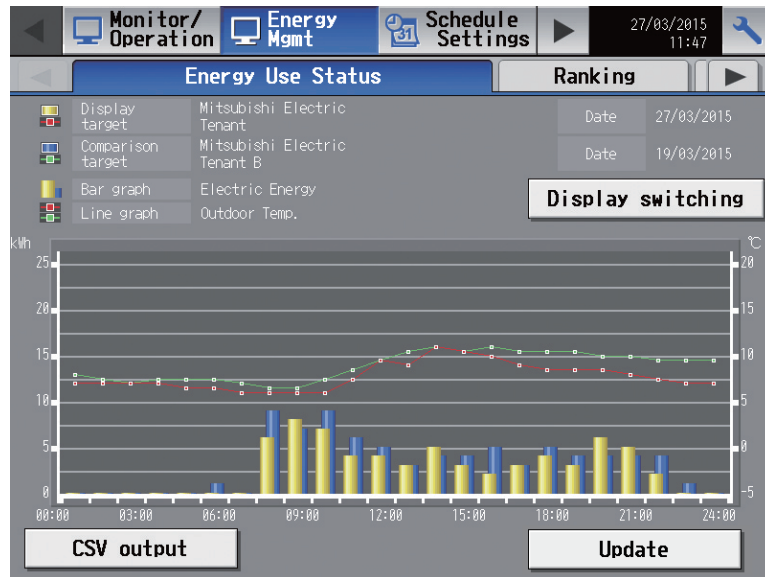 Monitor/ Operation
Energy Mgmt
31
Schedule Settings
27/03/2015
11:47
Energy Use Status
Ranking
Display target
Mitsubishi Electric Tenant
Date
27/03/2015
Comparison target
Mitsubishi Electric Tenant B
Date
19/03/2015
Bar graph
Electric Energy
Line graph
Outdoor Temp.
Display switching
kWh
℃
25
20
20
15
15
10
10
5
5
0
0
-5
00:00 03:00 06:00 09:00 12:00 15:00 18:00 21:00 24:00
CSV output
Update